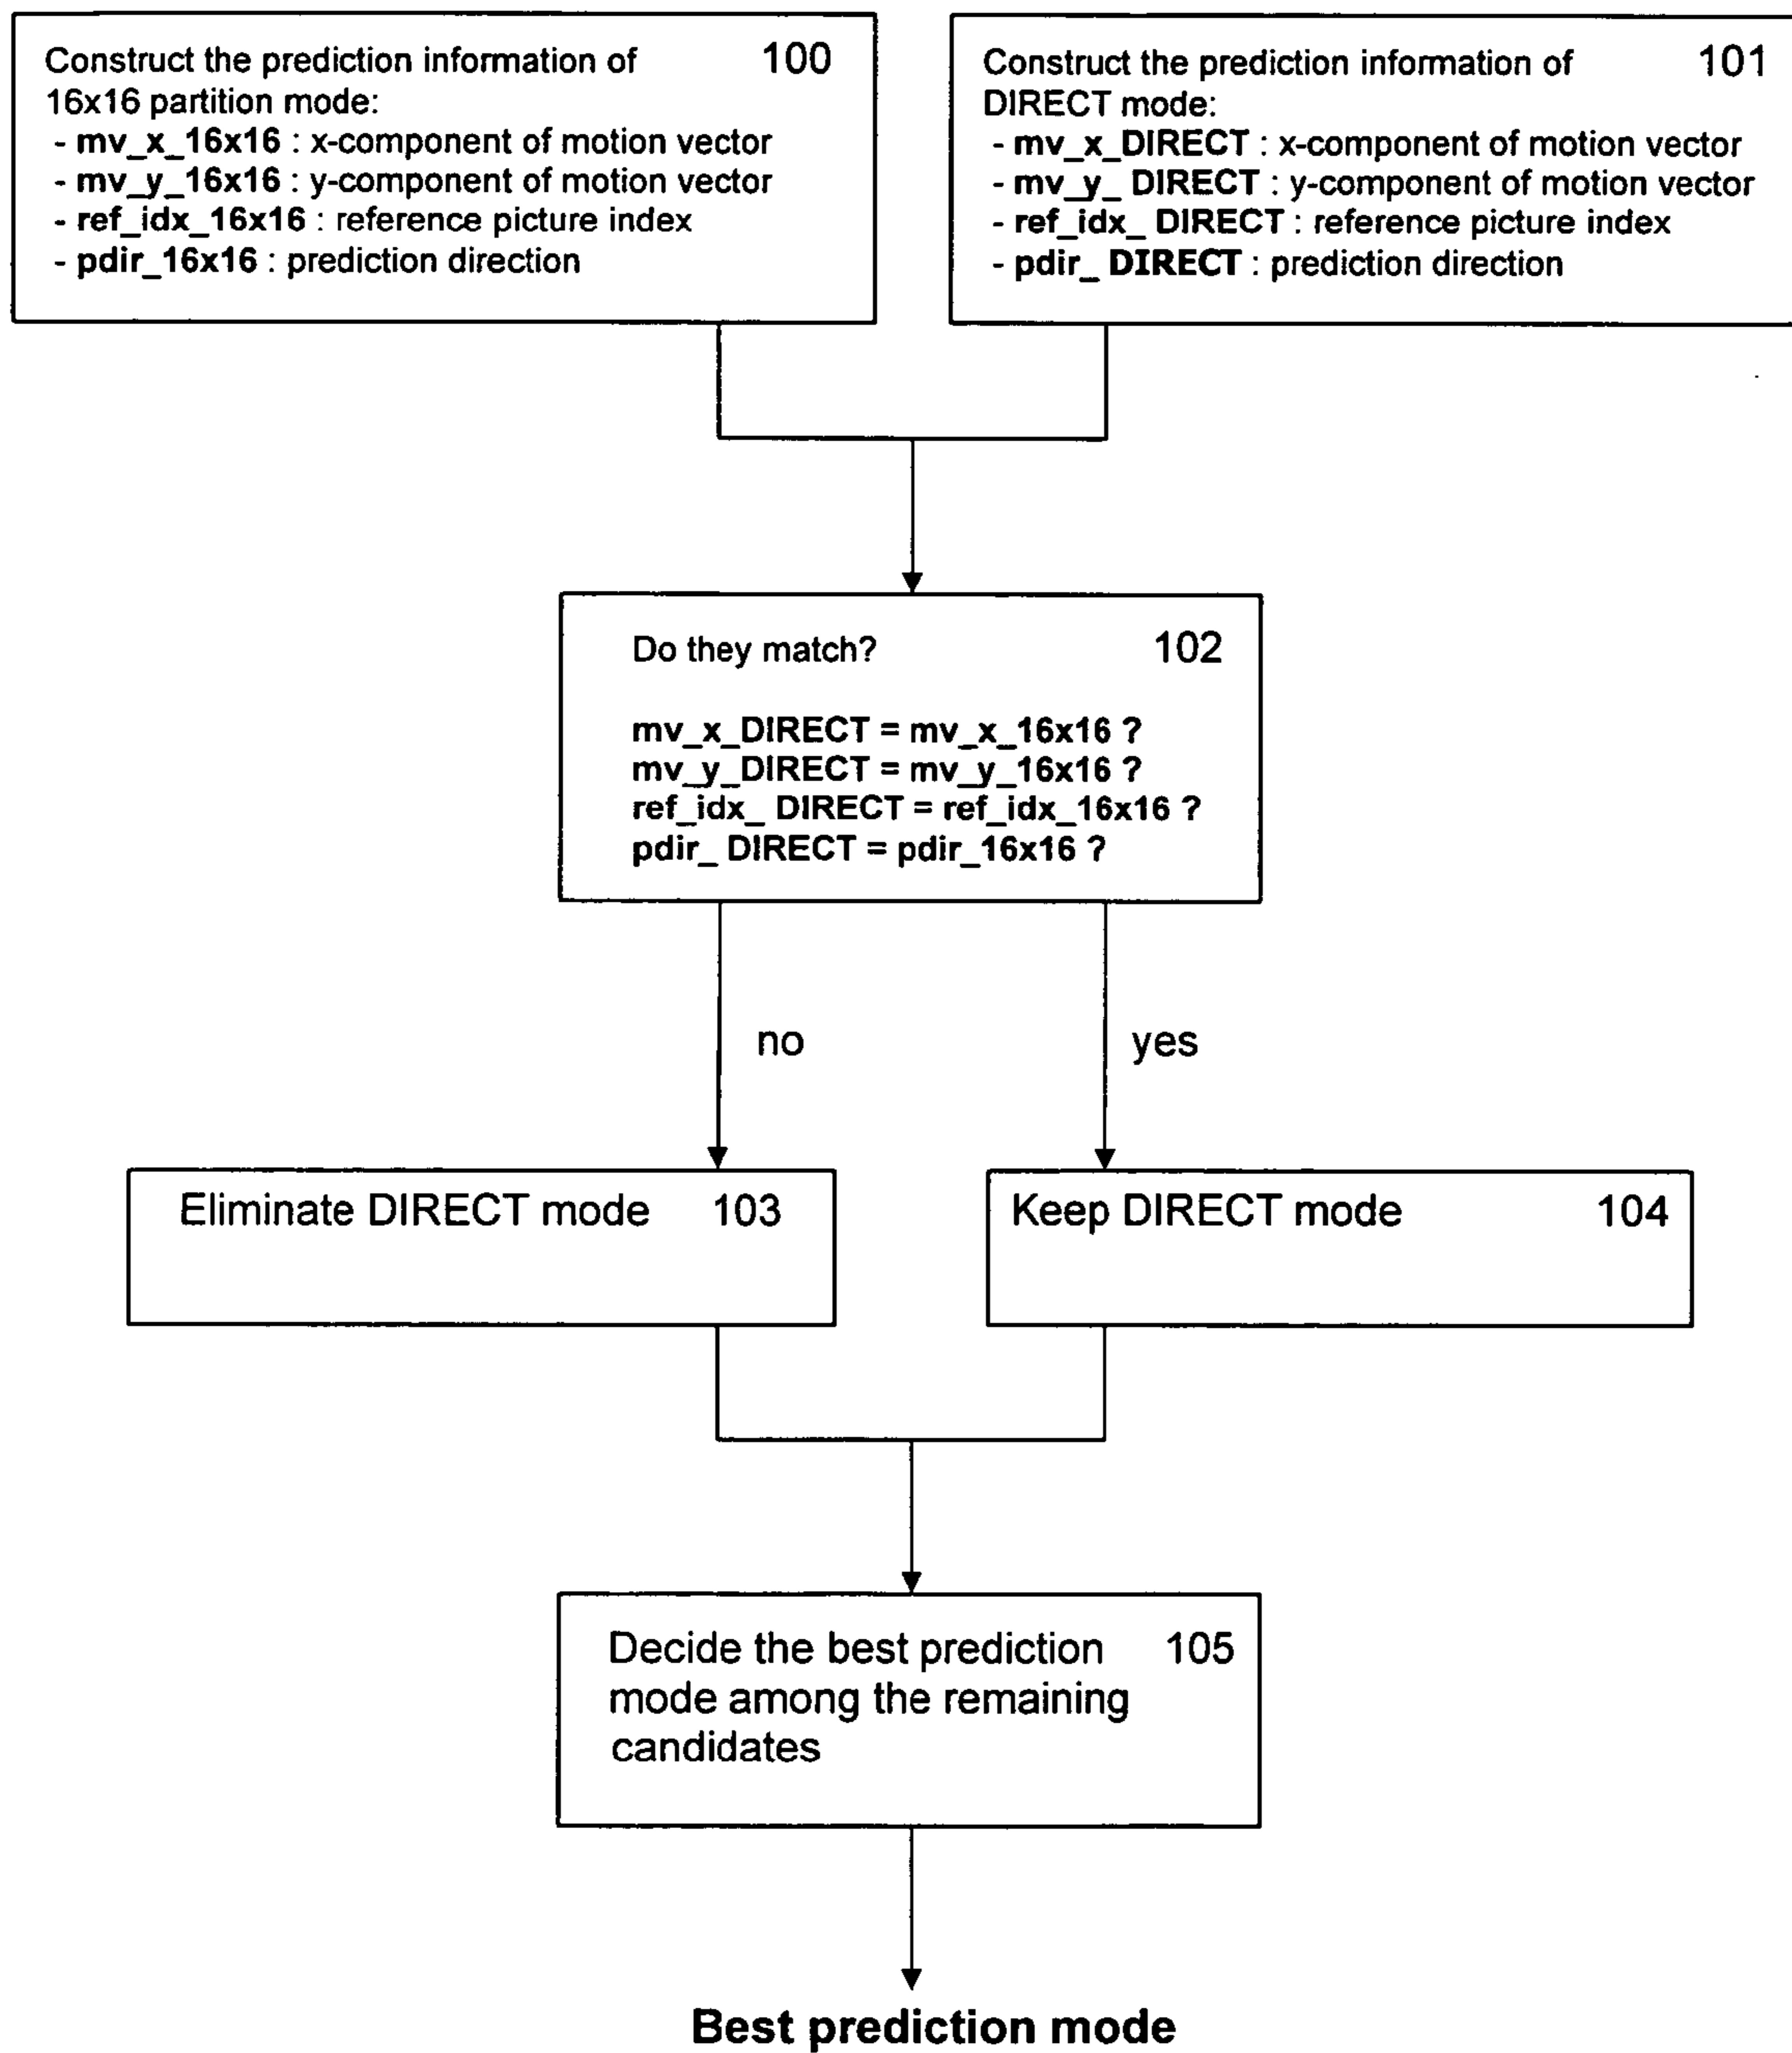 Construct the prediction information of 100
16x16 partition mode:
- mv_x_16x16 : x-component of motion vector
- mv_y_16x16 : y-component of motion vector
- ref_idx_16x16 : reference picture index
- pdir_16x16 : prediction direction
Construct the prediction information of 101
DIRECT mode:
- mv_x_DIRECT : x-component of motion vector
- mv_y_ DIRECT : y-component of motion vector
- ref_idx_ DIRECT : reference picture index
- pdir_ DIRECT : prediction direction
Do they match? 102
mv_x_DIRECT = mv_x_16x16 ?
mv_y_DIRECT = mv_y_16x16 ?
ref_idx_ DIRECT = ref_idx_16x16 ?
pdir_ DIRECT = pdir_16x16 ?
no
yes
Eliminate DIRECT mode 103
Keep DIRECT mode 104
Decide the best prediction 105
mode among the remaining
candidates
Best prediction mode